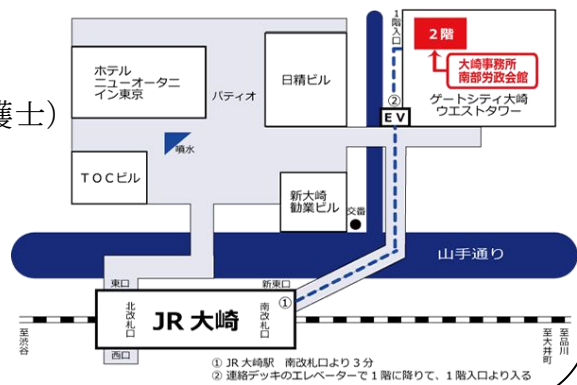 護士）
ホテル
ニューオータニ
イン東京
パティオ
日精ビル
1階入口
2階
大崎事務所
南部労政会館
②
EV
ゲートシティ大崎
ウエストタワー
噴水
TOCビル
新大崎
勧業ビル
交番
山手通り
東口
新東口
北改札口
JR 大崎
南改札口
①
西口
至渋谷
至大井町
至品川
① JR 大崎駅 南改札口より 3 分
② 連絡デッキのエレベーターで 1 階に降りて、1 階入口より入る